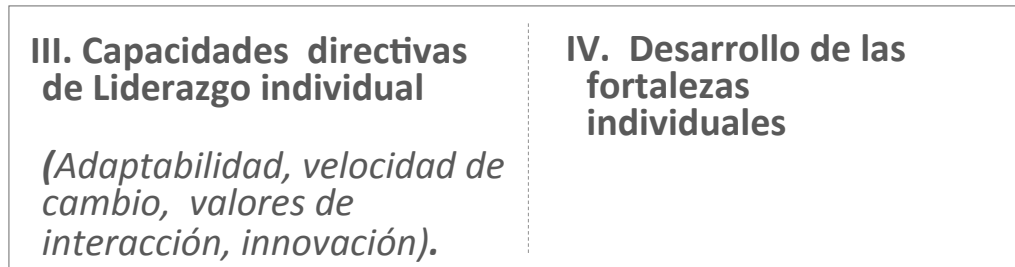 III. Capacidades directivas
de Liderazgo individual
(Adaptabilidad, velocidad de
cambio, valores de
interacción, innovación).
IV. Desarrollo de las
fortalezas
individuales